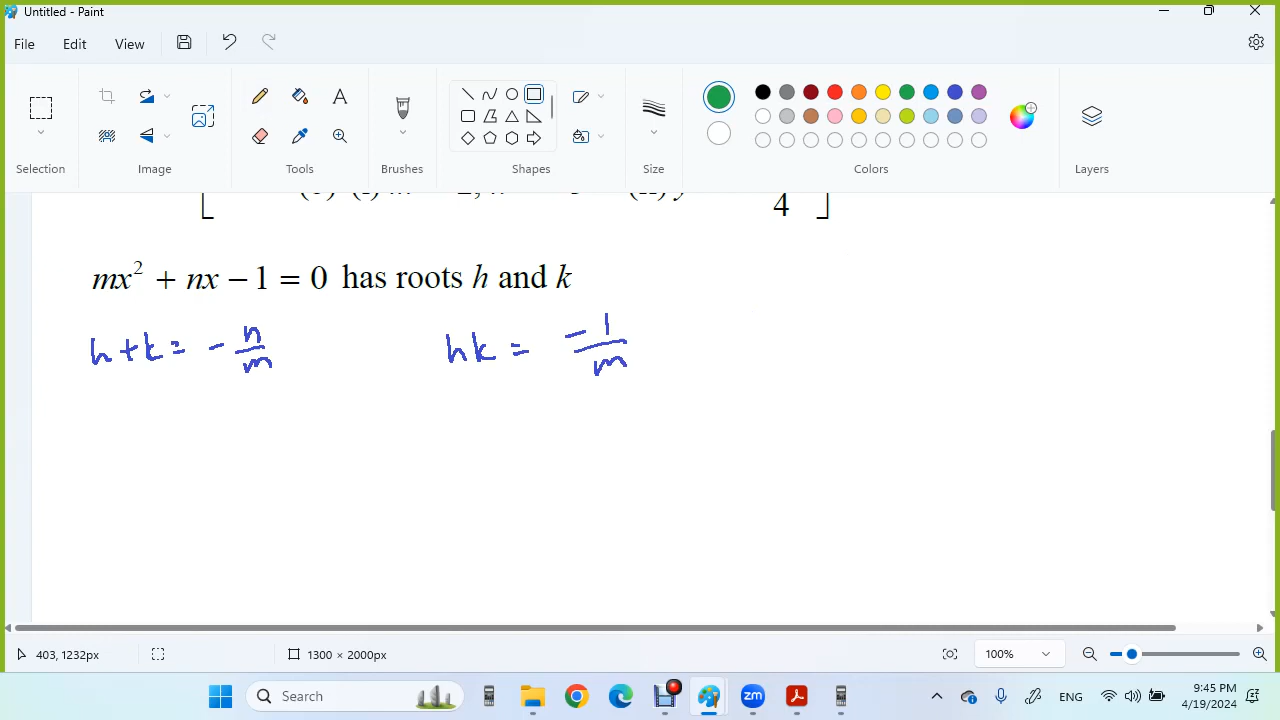 Untitled - Paint
File Edit View
Selection Image Tools Brushes Shapes Size Colors Layers
4
mx² + nx − 1 = 0 has roots h and k
h + k = - n/m hk = -1/m
403, 1232px 1300 × 2000px 100%
Search zm ENG 9:45 PM
4/19/2024